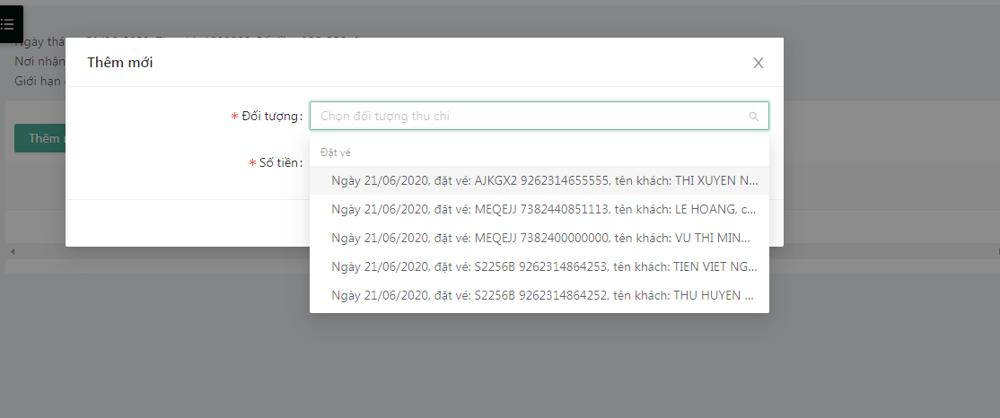 Ngày thá
Nơi nhận
Giới hạn
Thêm
Thêm mới
* Đối tượng:
Chọn đối tượng thu chi
Đặt vé
* Số tiền:
Ngày 21/06/2020, đặt vé: AJKGX2 9262314655555, tên khách: THI XUYEN N...
Ngày 21/06/2020, đặt vé: MEQEJJ 7382440851113, tên khách: LE HOANG, c...
Ngày 21/06/2020, đặt vé: MEQEJJ 7382400000000, tên khách: VU THI MIN...
Ngày 21/06/2020, đặt vé: S2256B 9262314864253, tên khách: TIEN VIET NG...
Ngày 21/06/2020, đặt vé: S2256B 9262314864252, tên khách: THU HUYEN ...